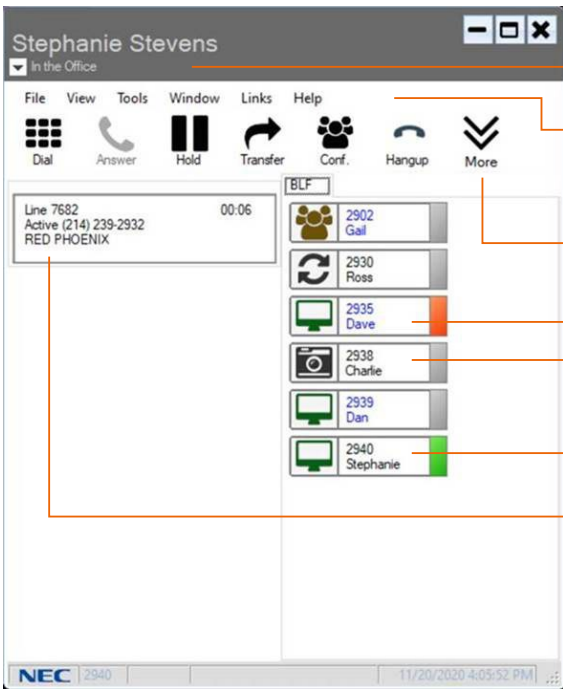 Stephanie Stevens
In the Office
File View Tools Window Links Help
Dial Answer Hold Transfer Conf. Hangup More
BLF
Line 7682 00:06
Active (214) 239-2932
RED PHOENIX
2902
Gail
2930
Ross
2935
Dave
2938
Charlie
2939
Dan
2940
Stephanie
NEC 2940 11/20/2020 4:05:52 PM